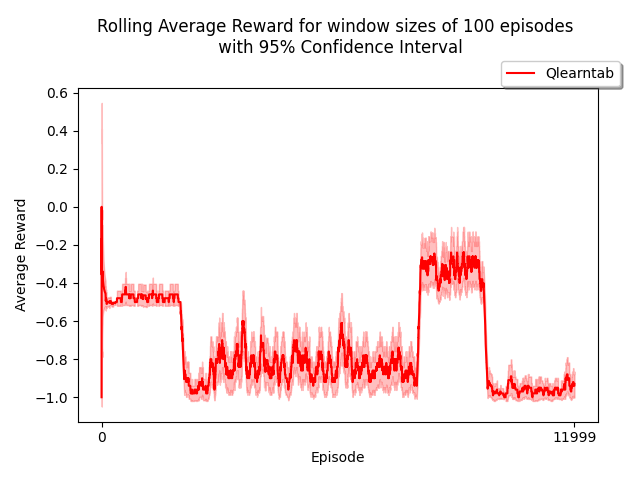 Rolling Average Reward for window sizes of 100 episodes
with 95% Confidence Interval
Qlearntab
0.6
0.4
0.2
0.0
−0.2
−0.4
−0.6
−0.8
−1.0
Average Reward
0
11999
Episode